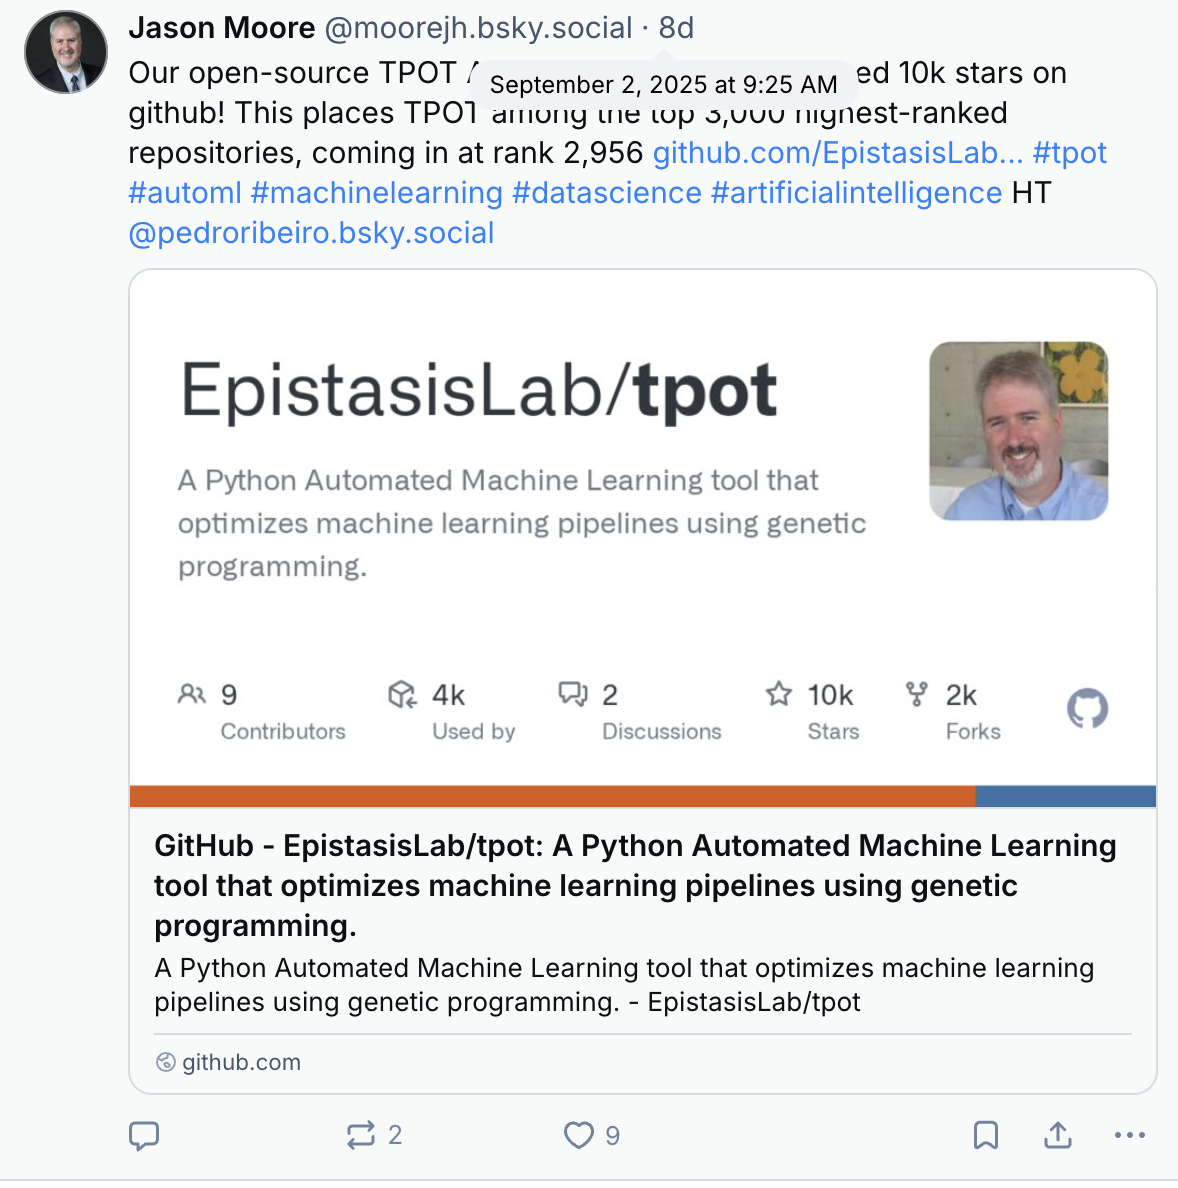 Jason Moore @moorejh.bsky.social · 8d
Our open-source TPOT ed 10k stars on
September 2, 2025 at 9:25 AM
github! This places TPOT among the top 3,000 highest-ranked
repositories, coming in at rank 2,956 github.com/EpistasisLab... #tpot
#automl #machinelearning #datascience #artificialintelligence HT
@pedroribeiro.bsky.social
EpistasisLab/tpot
A Python Automated Machine Learning tool that
optimizes machine learning pipelines using genetic
programming.
9 4k 2 10k 2k
Contributors Used by Discussions Stars Forks
GitHub - EpistasisLab/tpot: A Python Automated Machine Learning
tool that optimizes machine learning pipelines using genetic
programming.
A Python Automated Machine Learning tool that optimizes machine learning
pipelines using genetic programming. - EpistasisLab/tpot
github.com
2 9